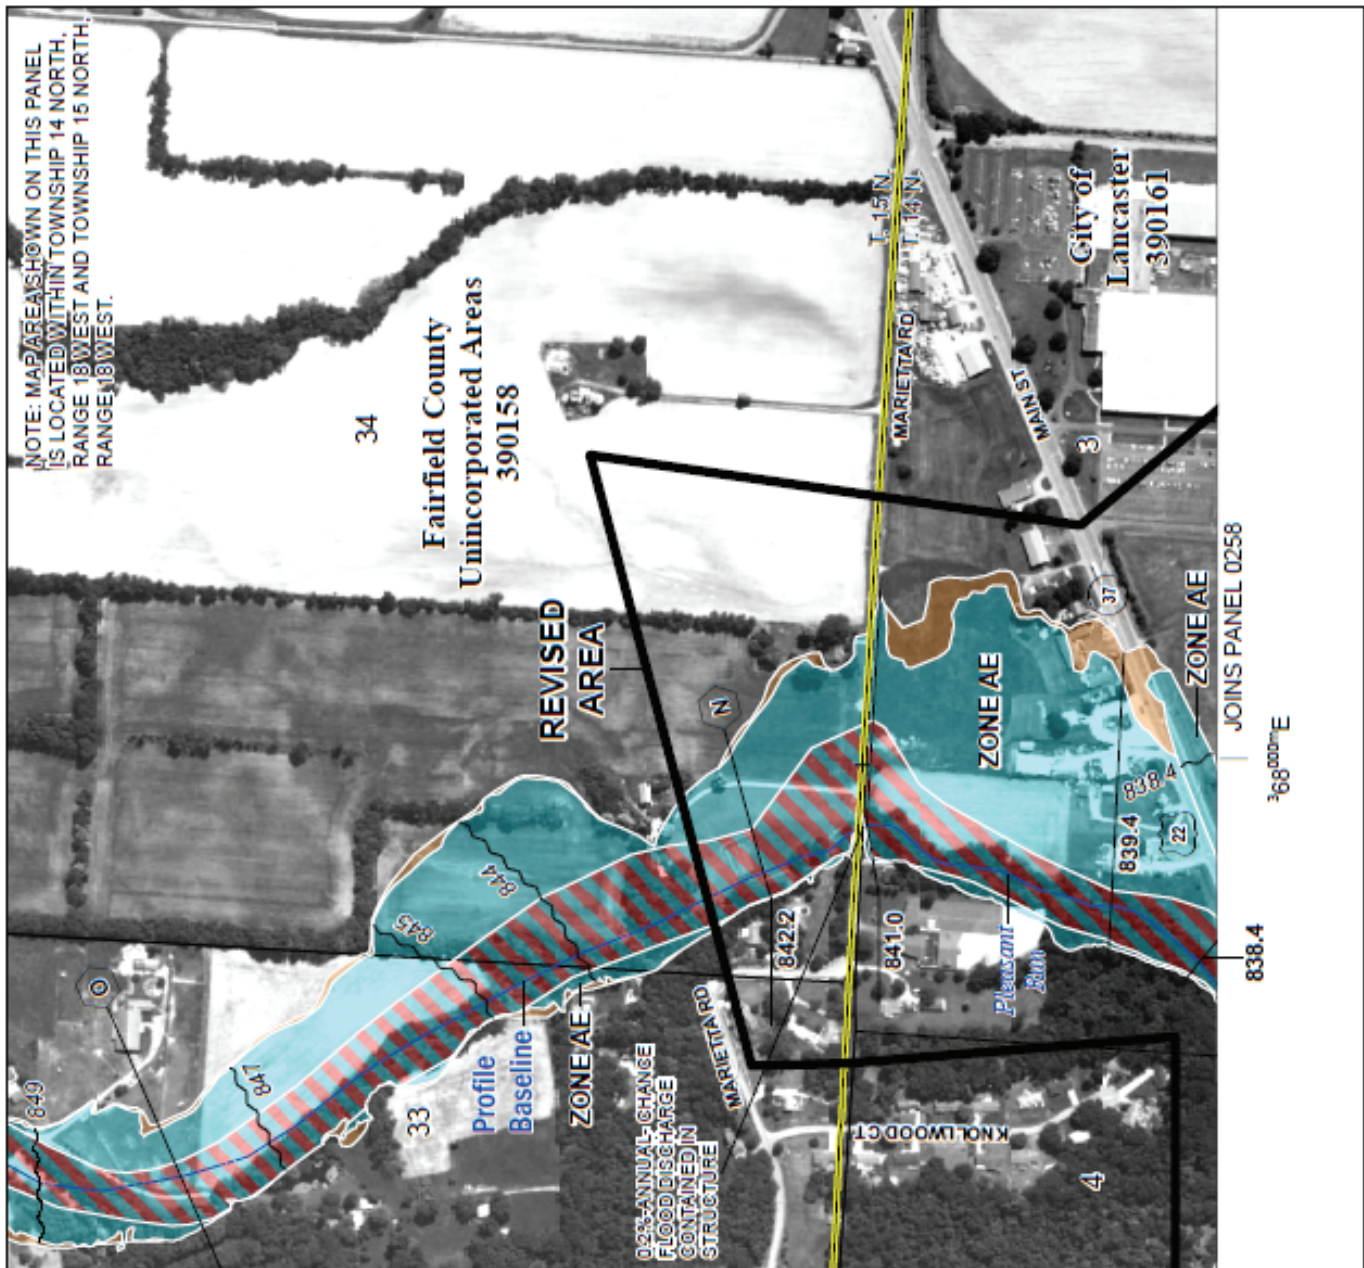 NOTE: MAP AREA SHOWN ON THIS PANEL
IS LOCATED WITHIN TOWNSHIP 14 NORTH,
RANGE 18 WEST AND TOWNSHIP 15 NORTH,
RANGE 18 WEST.
34
Fairfield County
Unincorporated Areas
390158
T. 15 N.
T. 14 N.
MARIETTA RD
MAIN ST
City of
Lancaster
390161
3
REVISED
AREA
N
37
ZONE AE
ZONE AE
JOINS PANEL 0258
368000mE
838.4
839.4
22
844
845
O
842.2
841.0
Pleasant
Run
838.4
849
847
33
Profile
Baseline
ZONE AE
MARIETTA RD
0.2% ANNUAL CHANCE
FLOOD DISCHARGE
CONTAINED IN
STRUCTURE
KNOLLWOOD CT
4